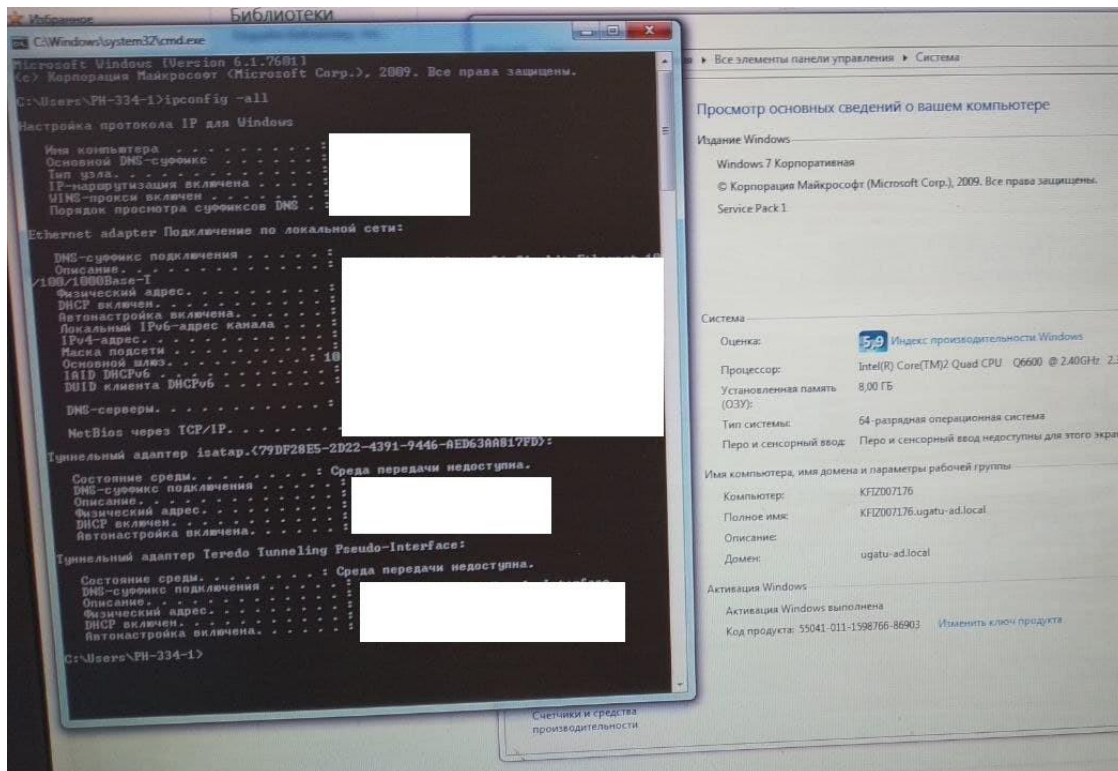 Избранное
Библиотеки
C:\Windows\system32\cmd.exe
Microsoft Windows [Version 6.1.7601]
(c) Корпорация Майкрософт (Microsoft Corp.), 2009. Все права защищены.
C:\Users\PH-334-1>ipconfig -all
Настройка протокола IP для Windows
Имя компьютера . . . . . . . . . :
Основной DNS-суффикс . . . . . . :
Тип узла. . . . . . . . . . . . . :
IP-маршрутизация включена . . . . :
WINS-прокси включен . . . . . . . :
Порядок просмотра суффиксов DNS . :
Ethernet adapter Подключение по локальной сети:
DNS-суффикс подключения . . . . . :
Описание. . . . . . . . . . . . . :
/100/1000Base-T
Физический адрес. . . . . . . . . :
DHCP включен. . . . . . . . . . . :
Автонастройка включена. . . . . . :
Локальный IPv6-адрес канала . . . :
IPv4-адрес. . . . . . . . . . . . :
Маска подсети . . . . . . . . . . :
Основной шлюз. . . . . . . . . : 10
IAID DHCPv6 . . . . . . . . . . . :
DUID клиента DHCPv6 . . . . . . . :
DNS-серверы. . . . . . . . . . . :
NetBios через TCP/IP. . . . . . . :
Туннельный адаптер isatap.{79DF28E5-2D22-4391-9446-AED63AA817FD}:
Состояние среды. . . . . . . . : Среда передачи недоступна.
DNS-суффикс подключения . . . . . :
Описание. . . . . . . . . . . . . :
Физический адрес. . . . . . . . . :
DHCP включен. . . . . . . . . . . :
Автонастройка включена. . . . . . :
Туннельный адаптер Teredo Tunneling Pseudo-Interface:
Состояние среды. . . . . . . . : Среда передачи недоступна.
DNS-суффикс подключения . . . . . :
Описание. . . . . . . . . . . . . :
Физический адрес. . . . . . . . . :
DHCP включен. . . . . . . . . . . :
Автонастройка включена. . . . . . :
C:\Users\PH-334-1>
Все элементы панели управления ▸ Система
Просмотр основных сведений о вашем компьютере
Издание Windows
Windows 7 Корпоративная
© Корпорация Майкрософт (Microsoft Corp.), 2009. Все права защищены.
Service Pack 1
Система
Оценка: 5,9 Индекс производительности Windows
Процессор: Intel(R) Core(TM)2 Quad CPU Q6600 @ 2.40GHz
Установленная память (ОЗУ): 8,00 ГБ
Тип системы: 64-разрядная операционная система
Перо и сенсорный ввод: Перо и сенсорный ввод недоступны для этого
Имя компьютера, имя домена и параметры рабочей группы
Компьютер: KFIZ007176
Полное имя: KFIZ007176.ugatu-ad.local
Описание:
Домен: ugatu-ad.local
Активация Windows
Активация Windows выполнена
Код продукта: 55041-011-1598766-86903 Изменить ключ продукта
Счетчики и средства
производительности